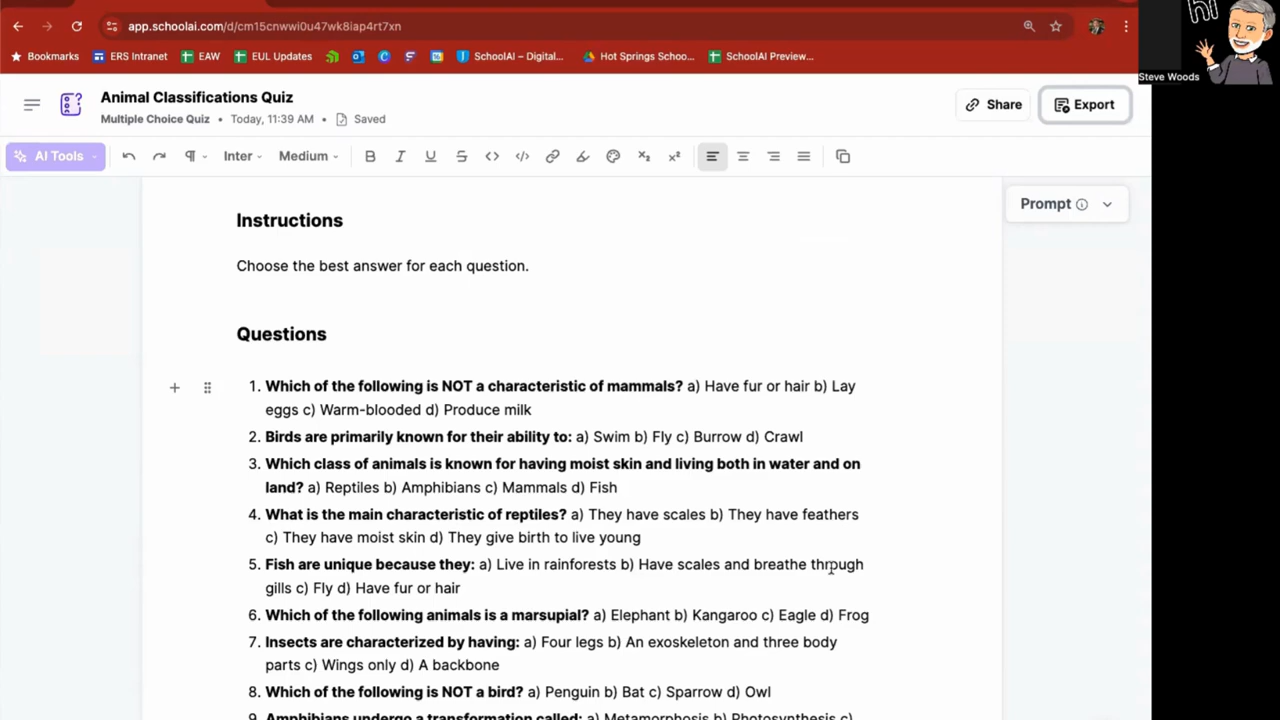 app.schoolai.com/d/cm15cnwwi0u47wk8iap4rt7xn
hi
Bookmarks ERS Intranet EAW EUL Updates SchoolAI – Digital... Hot Springs Schoo... SchoolAI Preview...
Steve Woods
Animal Classifications Quiz
Multiple Choice Quiz • Today, 11:39 AM • Saved
Share Export
AI Tools Inter Medium B I U S X₂ X²
Prompt
Instructions
Choose the best answer for each question.
Questions
1. Which of the following is NOT a characteristic of mammals? a) Have fur or hair b) Lay
eggs c) Warm-blooded d) Produce milk
2. Birds are primarily known for their ability to: a) Swim b) Fly c) Burrow d) Crawl
3. Which class of animals is known for having moist skin and living both in water and on
land? a) Reptiles b) Amphibians c) Mammals d) Fish
4. What is the main characteristic of reptiles? a) They have scales b) They have feathers
c) They have moist skin d) They give birth to live young
5. Fish are unique because they: a) Live in rainforests b) Have scales and breathe through
gills c) Fly d) Have fur or hair
6. Which of the following animals is a marsupial? a) Elephant b) Kangaroo c) Eagle d) Frog
7. Insects are characterized by having: a) Four legs b) An exoskeleton and three body
parts c) Wings only d) A backbone
8. Which of the following is NOT a bird? a) Penguin b) Bat c) Sparrow d) Owl
9. Amphibians undergo a transformation called: a) Metamorphosis b) Photosynthesis c)